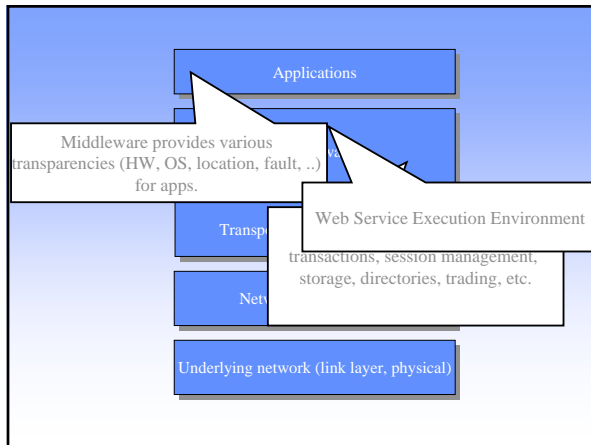 Applications
Middleware provides various
transparencies (HW, OS, location, fault, ..)
for apps.
Web Service Execution Environment
transactions, session management,
storage, directories, trading, etc.
Underlying network (link layer, physical)